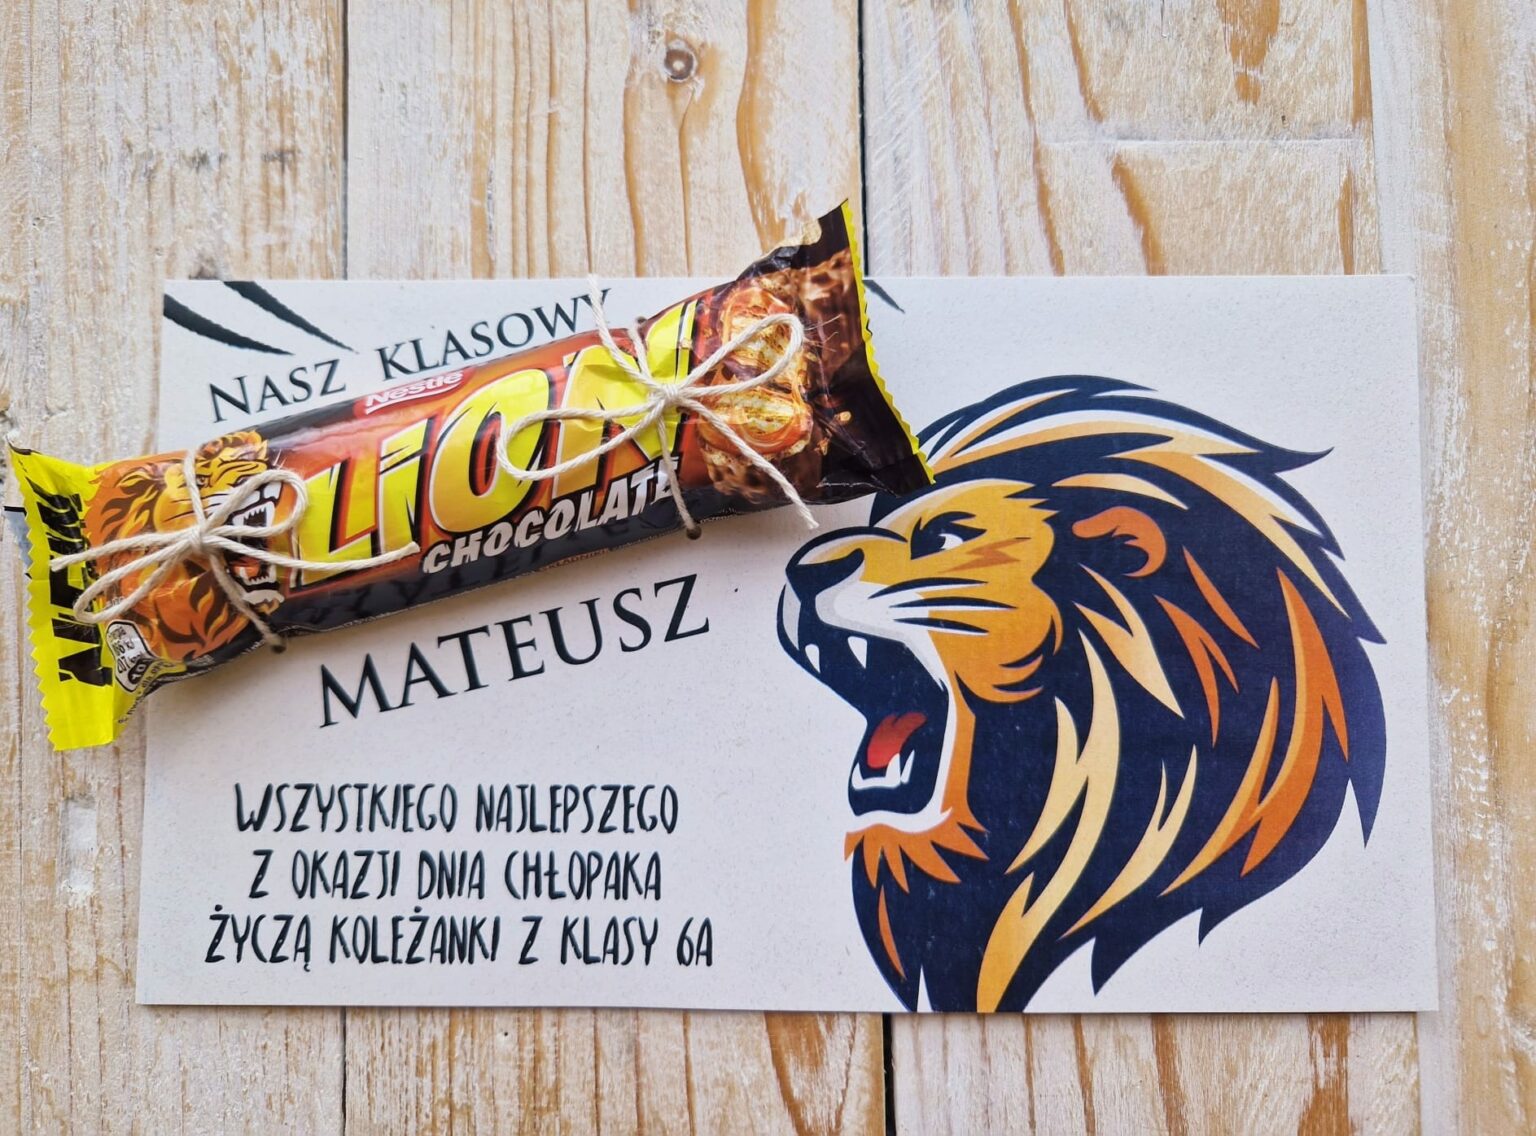 NASZ KLASOWY
Nestlé
LION
CHOCOLATE
MATEUSZ
WSZYSTKIEGO NAJLEPSZEGO
Z OKAZJI DNIA CHŁOPAKA
ŻYCZĄ KOLEŻANKI Z KLASY 6A